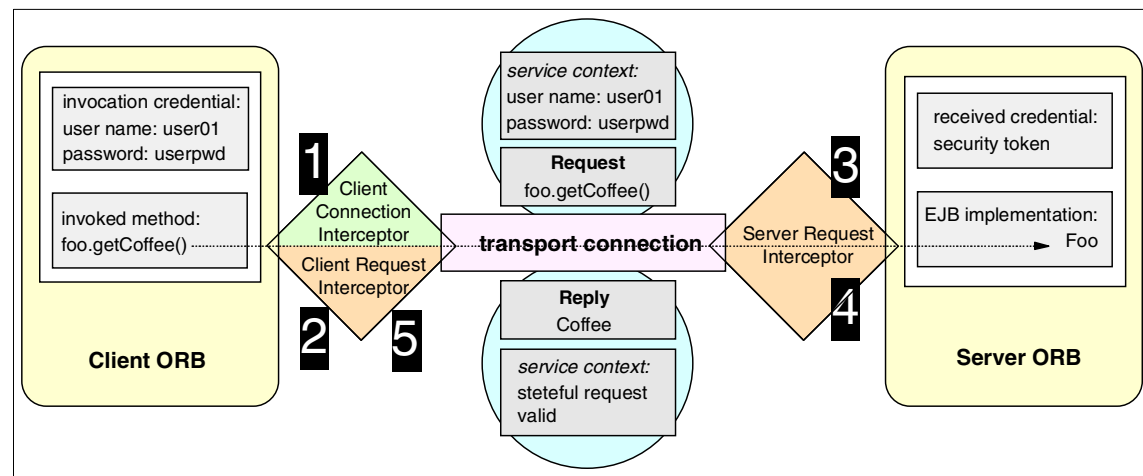 invocation credential:
user name: user01
password: userpwd
invoked method:
foo.getCoffee()
Client ORB
1
Client
Connection
Interceptor
Client Request
Interceptor
2
5
service context:
user name: user01
password: userpwd
Request
foo.getCoffee()
transport connection
Reply
Coffee
service context:
steteful request
valid
3
Server Request
Interceptor
4
received credential:
security token
EJB implementation:
Foo
Server ORB